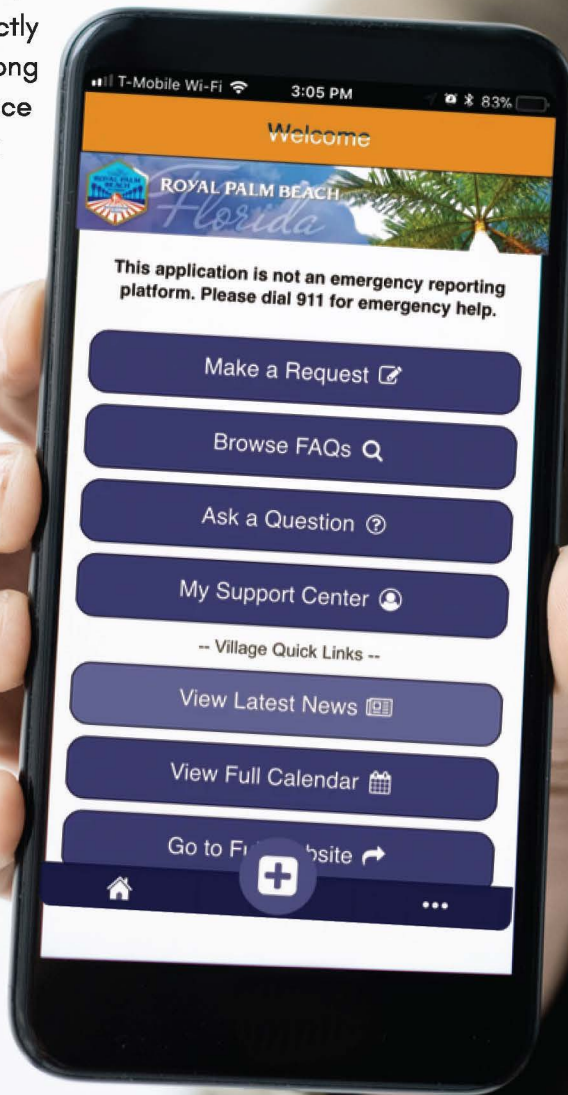 ctly
ong
ce
T-Mobile Wi-Fi
3:05 PM
83%
Welcome
ROYAL PALM BEACH
Florida
This application is not an emergency reporting
platform. Please dial 911 for emergency help.
Make a Request
Browse FAQs
Ask a Question
My Support Center
-- Village Quick Links --
View Latest News
View Full Calendar
Go to Fu bsite